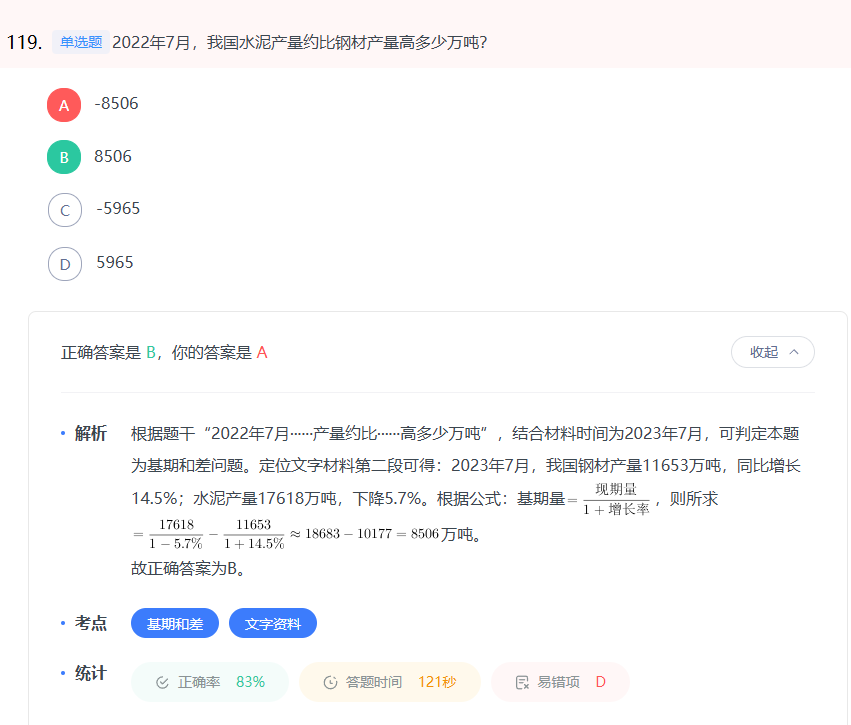 119. 单选题 2022年7月，我国水泥产量约比钢材产量高多少万吨?
A -8506
B 8506
C -5965
D 5965
正确答案是 B，你的答案是 A
收起
解析 根据题干“2022年7月······产量约比······高多少万吨”，结合材料时间为2023年7月，可判定本题
为基期和差问题。定位文字材料第二段可得：2023年7月，我国钢材产量11653万吨，同比增长
14.5%；水泥产量17618万吨，下降5.7%。根据公式：基期量= 现期量 / 1 + 增长率，则所求
= 17618 / 1 − 5.7% − 11653 / 1 + 14.5% ≈ 18683 − 10177 = 8506万吨。
故正确答案为B。
考点 基期和差 文字资料
统计 正确率 83% 答题时间 121秒 易错项 D